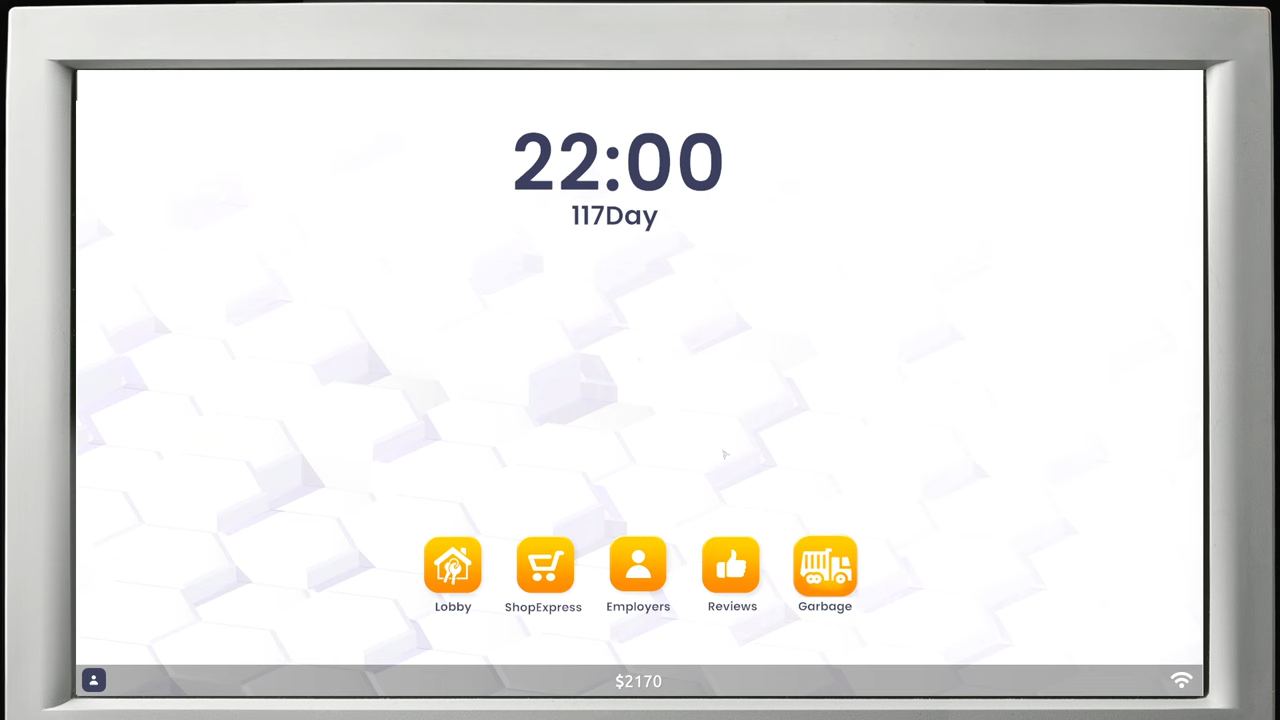 22:00
117Day
Lobby
ShopExpress
Employers
Reviews
Garbage
$2170